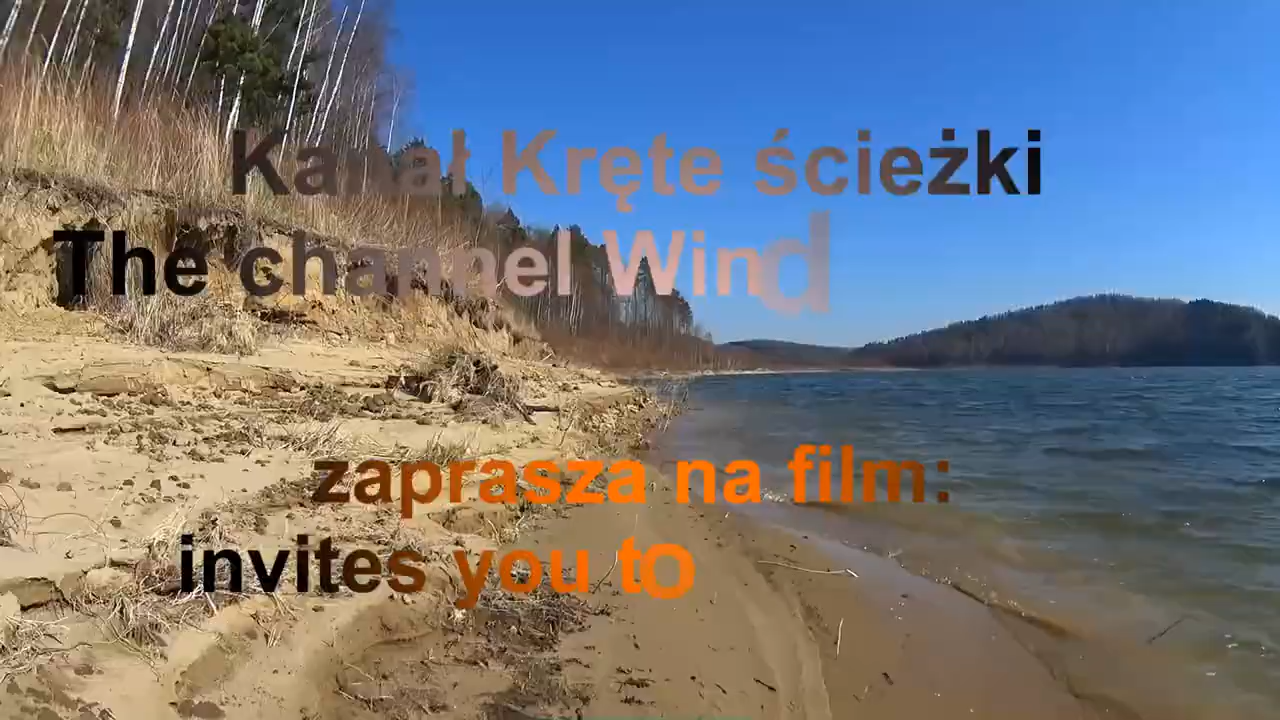 Kanał Kręte ścieżki
The channel Wind
zaprasza na film:
invites you to